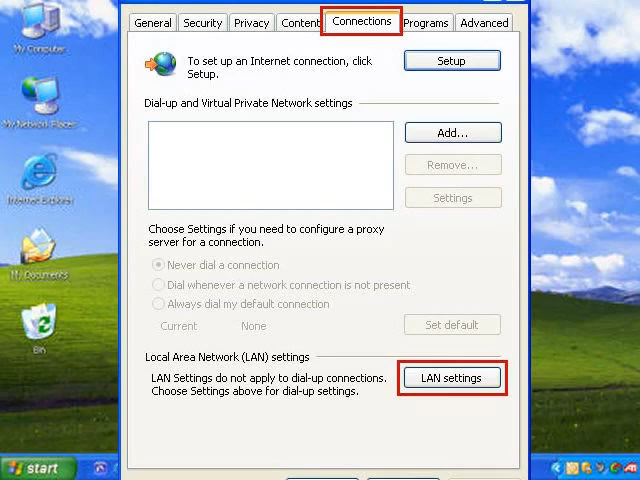 My Computer
My Network Places
Internet Explorer
My Documents
Bin
General
Security
Privacy
Content
Connections
Programs
Advanced
To set up an Internet connection, click
Setup.
Setup
Dial-up and Virtual Private Network settings
Add...
Remove...
Settings
Choose Settings if you need to configure a proxy
server for a connection.
Never dial a connection
Dial whenever a network connection is not present
Always dial my default connection
Current
None
Set default
Local Area Network (LAN) settings
LAN Settings do not apply to dial-up connections.
Choose Settings above for dial-up settings.
LAN settings
start